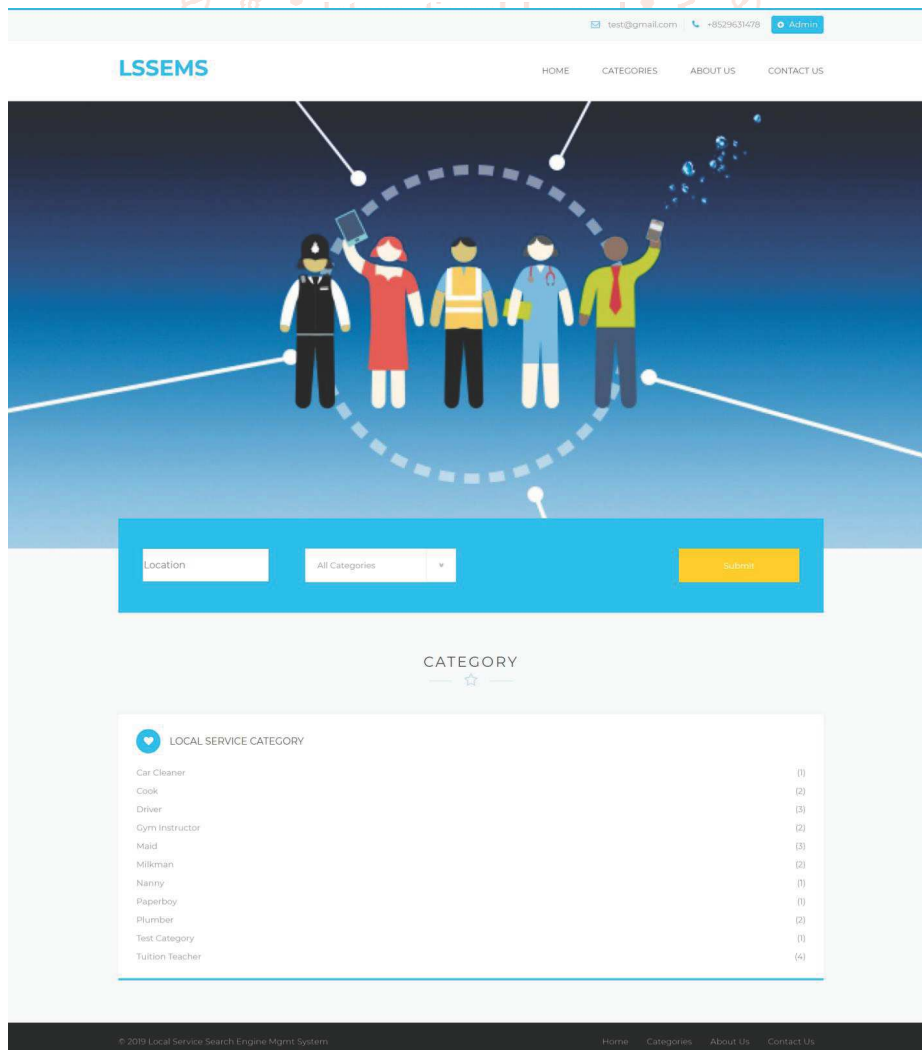 test@gmail.com +8529631478 Admin
LSSEMS
HOME CATEGORIES ABOUT US CONTACT US
Location All Categories Submit
CATEGORY
LOCAL SERVICE CATEGORY
Car Cleaner (1)
Cook (2)
Driver (3)
Gym Instructor (2)
Maid (3)
Milkman (2)
Nanny (1)
Paperboy (1)
Plumber (2)
Test Category (1)
Tuition Teacher (4)
© 2019 Local Service Search Engine Mgmt System Home Categories About Us Contact Us